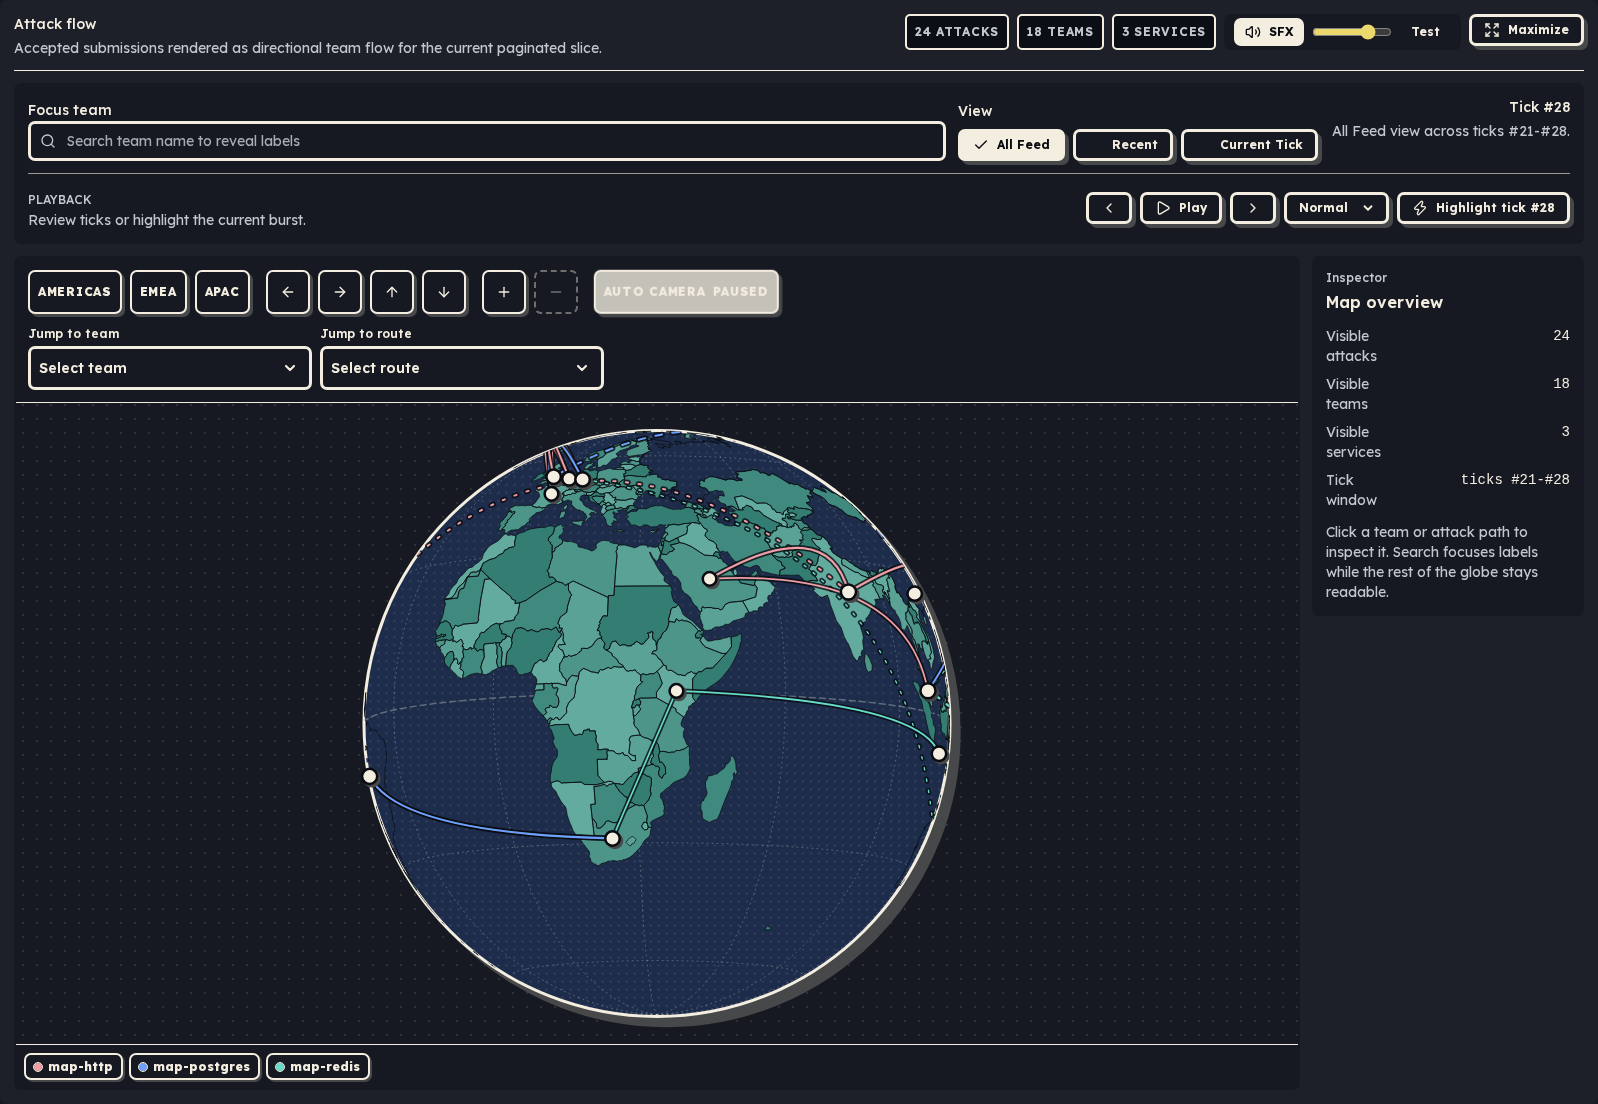 Attack flow
Accepted submissions rendered as directional team flow for the current paginated slice.
24 ATTACKS
18 TEAMS
3 SERVICES
SFX
Test
Maximize
Focus team
Search team name to reveal labels
View
All Feed
Recent
Current Tick
Tick #28
All Feed view across ticks #21-#28.
PLAYBACK
Review ticks or highlight the current burst.
Play
Normal
Highlight tick #28
AMERICAS
EMEA
APAC
AUTO CAMERA PAUSED
Jump to team
Select team
Jump to route
Select route
Inspector
Map overview
Visible attacks
24
Visible teams
18
Visible services
3
Tick window
ticks #21-#28
Click a team or attack path to
inspect it. Search focuses labels
while the rest of the globe stays
readable.
map-http
map-postgres
map-redis